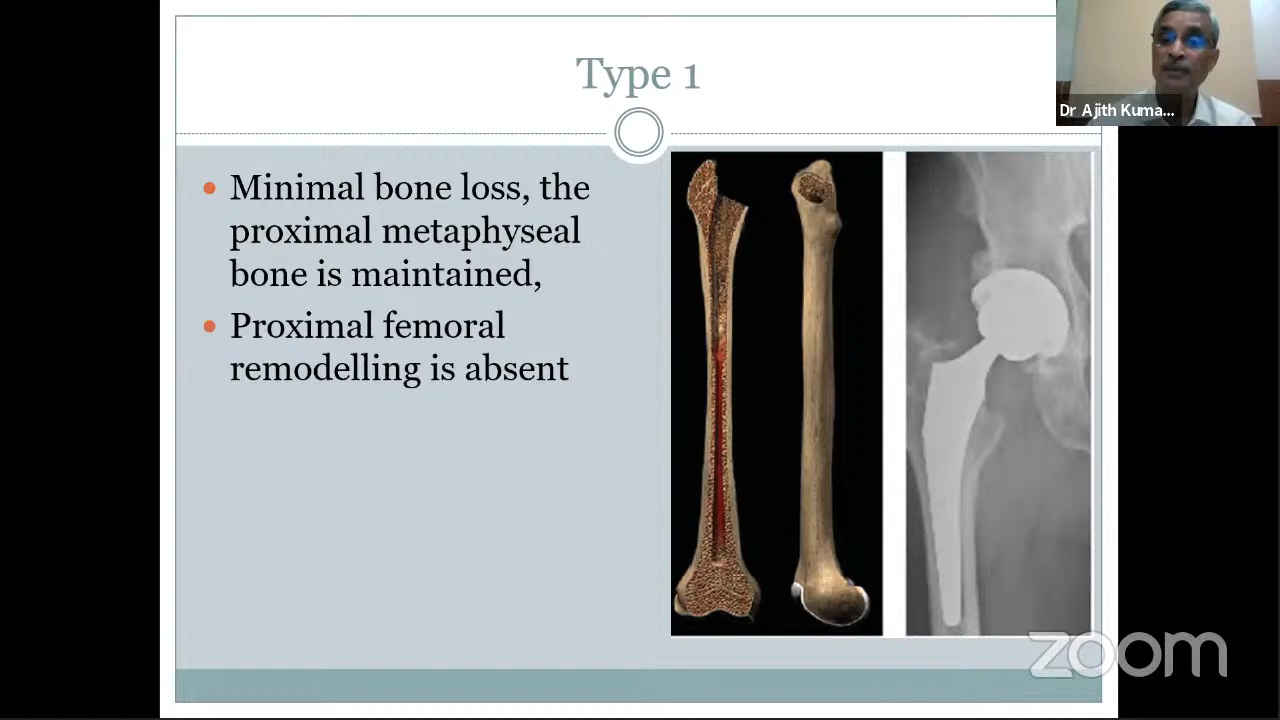 Type 1
Minimal bone loss, the
proximal metaphyseal
bone is maintained,
Proximal femoral
remodelling is absent
Dr Ajith Kuma...
zoom